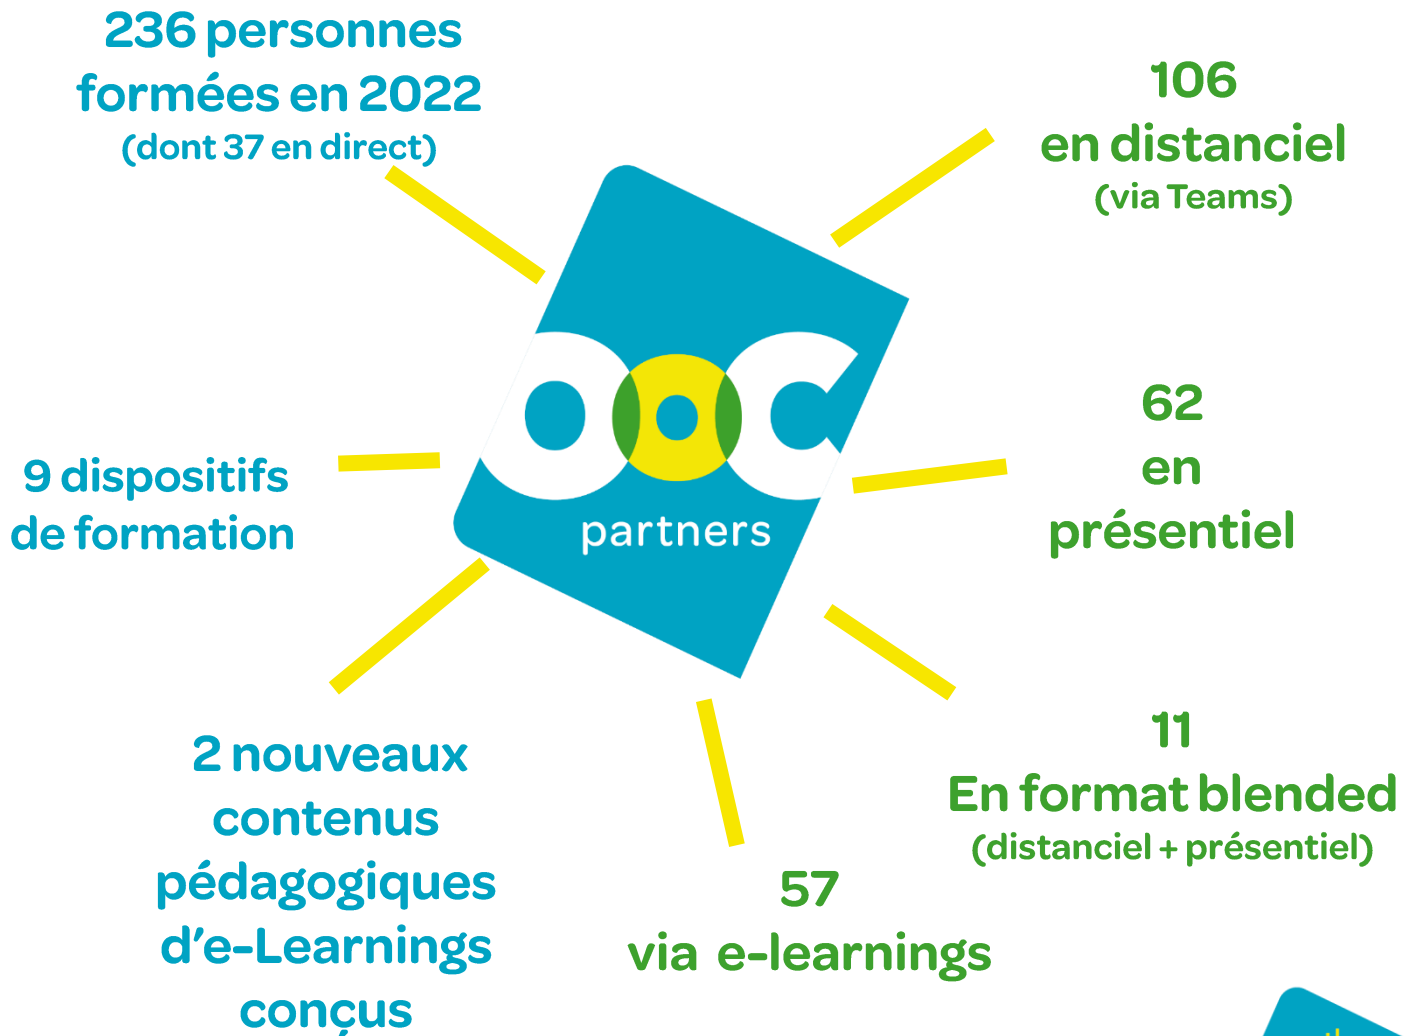 236 personnes
formées en 2022
(dont 37 en direct)
106
en distanciel
(via Teams)
OOC
partners
62
en
présentiel
9 dispositifs
de formation
11
En format blended
(distanciel + présentiel)
2 nouveaux
contenus
pédagogiques
d’e-Learnings
conçus
57
via e-learnings